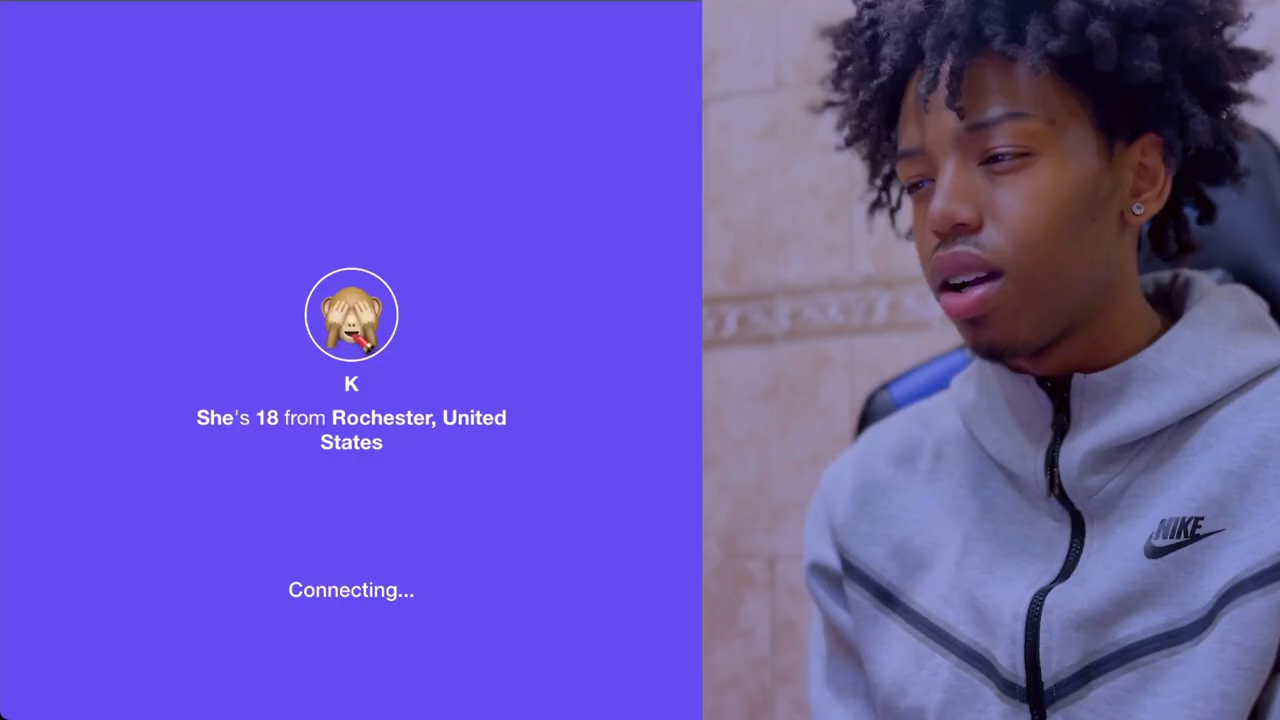 K
She's 18 from Rochester, United
States
Connecting...
NIKE